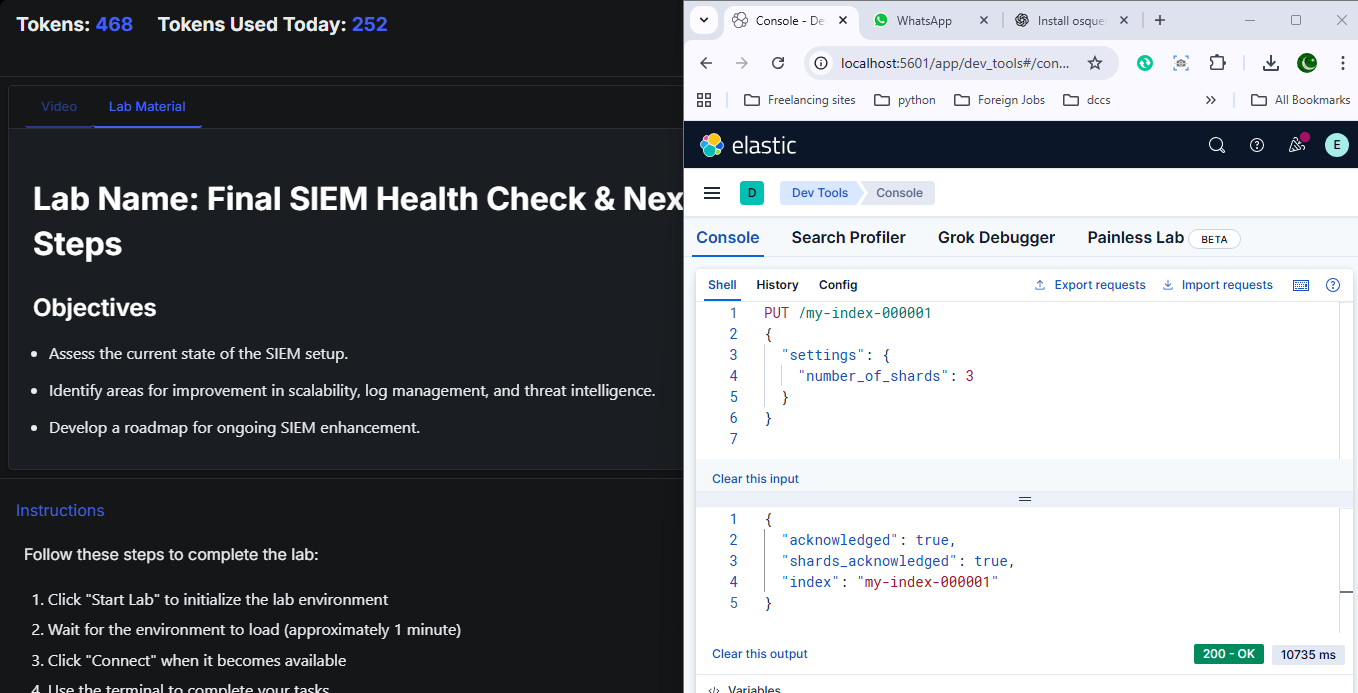 Tokens: 468 Tokens Used Today: 252
Video Lab Material
Lab Name: Final SIEM Health Check & Nex
Steps
Objectives
Assess the current state of the SIEM setup.
Identify areas for improvement in scalability, log management, and threat intelligence.
Develop a roadmap for ongoing SIEM enhancement.
Instructions
Follow these steps to complete the lab:
1. Click "Start Lab" to initialize the lab environment
2. Wait for the environment to load (approximately 1 minute)
3. Click "Connect" when it becomes available
4. Use the terminal to complete your tasks
Console - De WhatsApp Install osque
localhost:5601/app/dev_tools#/con...
Freelancing sites python Foreign Jobs dccs » All Bookmarks
elastic E
D Dev Tools Console
Console Search Profiler Grok Debugger Painless Lab BETA
Shell History Config Export requests Import requests
1 PUT /my-index-000001
2 {
3 "settings": {
4 "number_of_shards": 3
5 }
6 }
7
Clear this input
1 {
2 "acknowledged": true,
3 "shards_acknowledged": true,
4 "index": "my-index-000001"
5 }
Clear this output 200 - OK 10735 ms
</> Variables